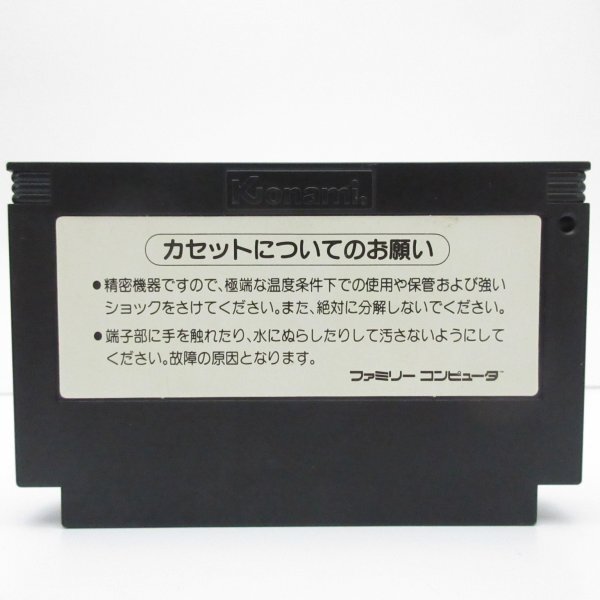 Konami.
カセットについてのお願い
●精密機器ですので、極端な温度条件下での使用や保管および強い
ショックをさけてください。また、絶対に分解しないでください。
●端子部に手を触れたり、水にぬらしたりして汚さないようにして
ください。故障の原因となります。
ファミリー コンピュータ™